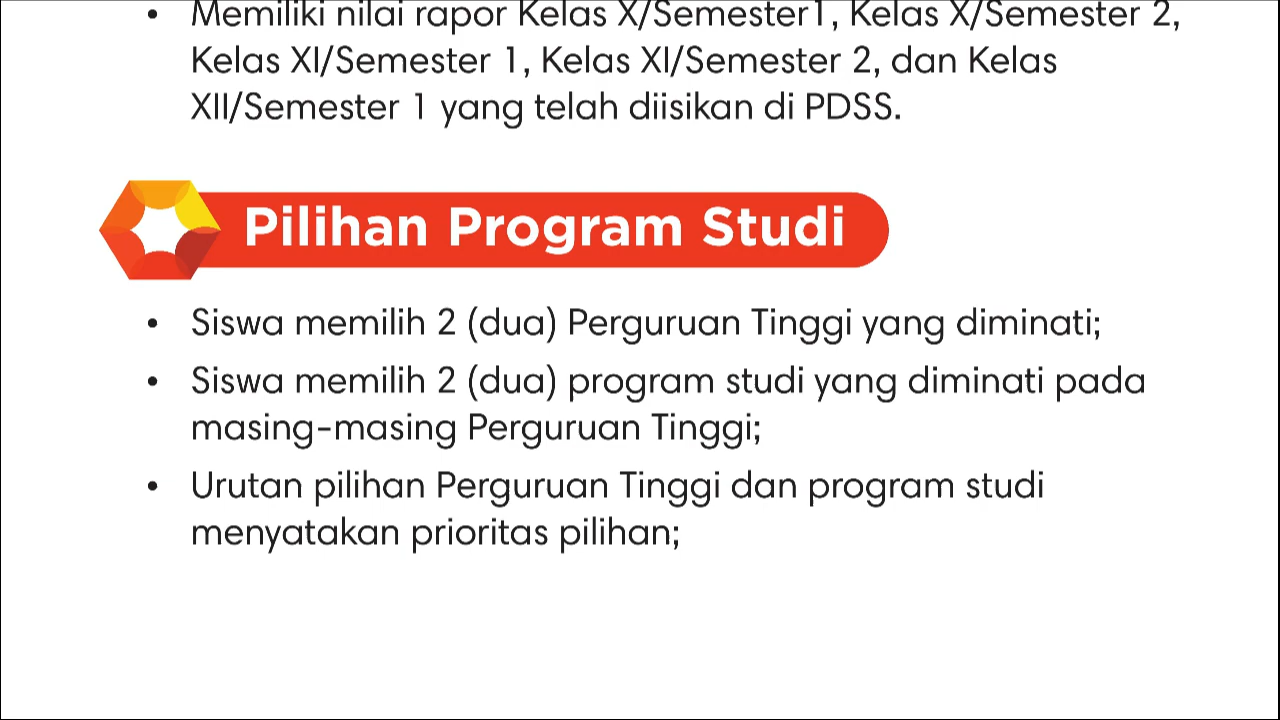 • Memiliki nilai rapor Kelas X/Semester1, Kelas X/Semester 2,
Kelas XI/Semester 1, Kelas XI/Semester 2, dan Kelas
XII/Semester 1 yang telah diisikan di PDSS.
Pilihan Program Studi
• Siswa memilih 2 (dua) Perguruan Tinggi yang diminati;
• Siswa memilih 2 (dua) program studi yang diminati pada
masing-masing Perguruan Tinggi;
• Urutan pilihan Perguruan Tinggi dan program studi
menyatakan prioritas pilihan;